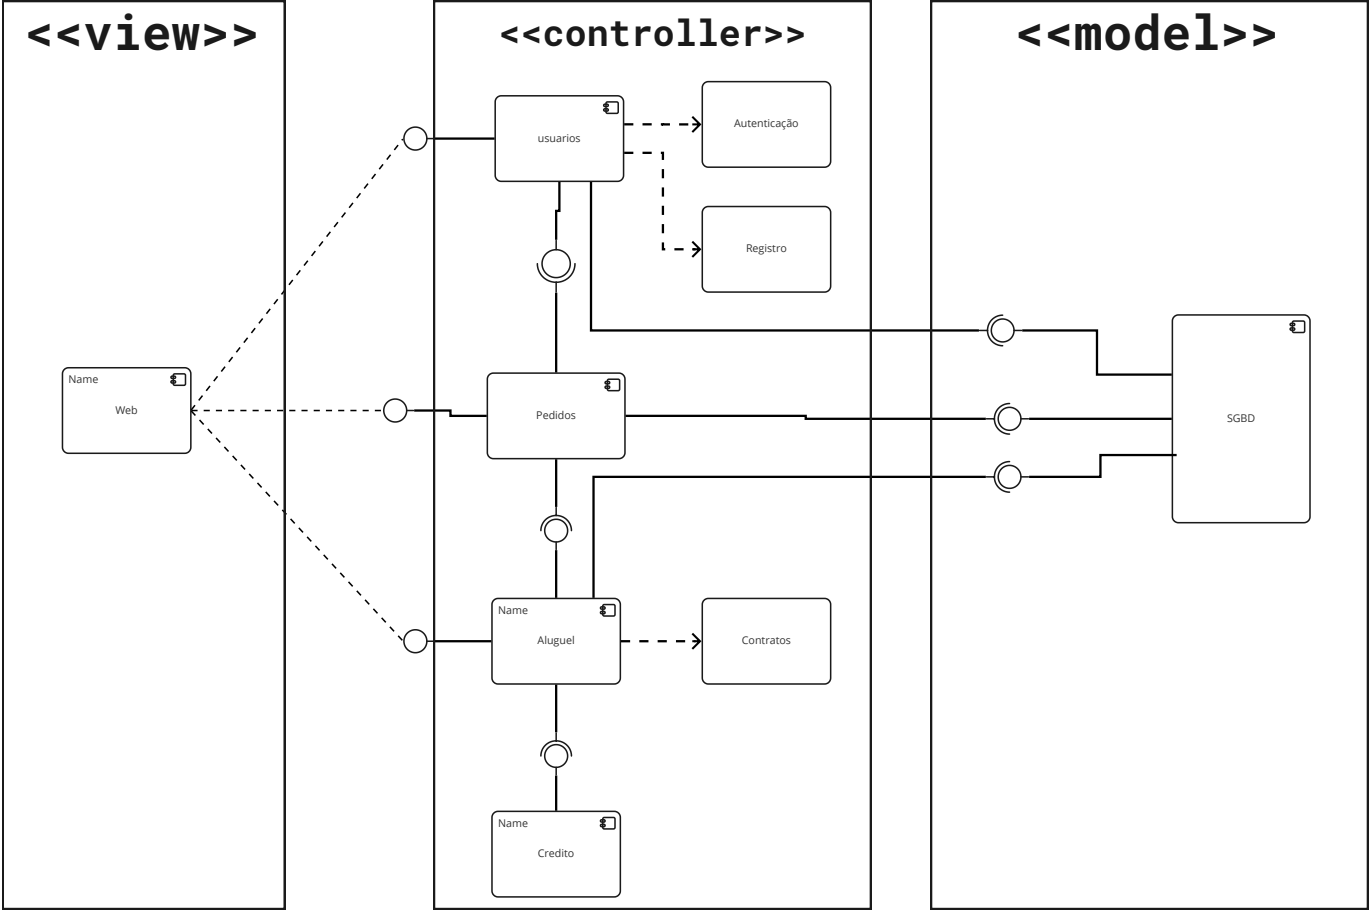 <<view>>
<<controller>>
<<model>>
usuarios
Autenticação
Registro
Name
Web
Pedidos
SGBD
Name
Aluguel
Contratos
Name
Credito